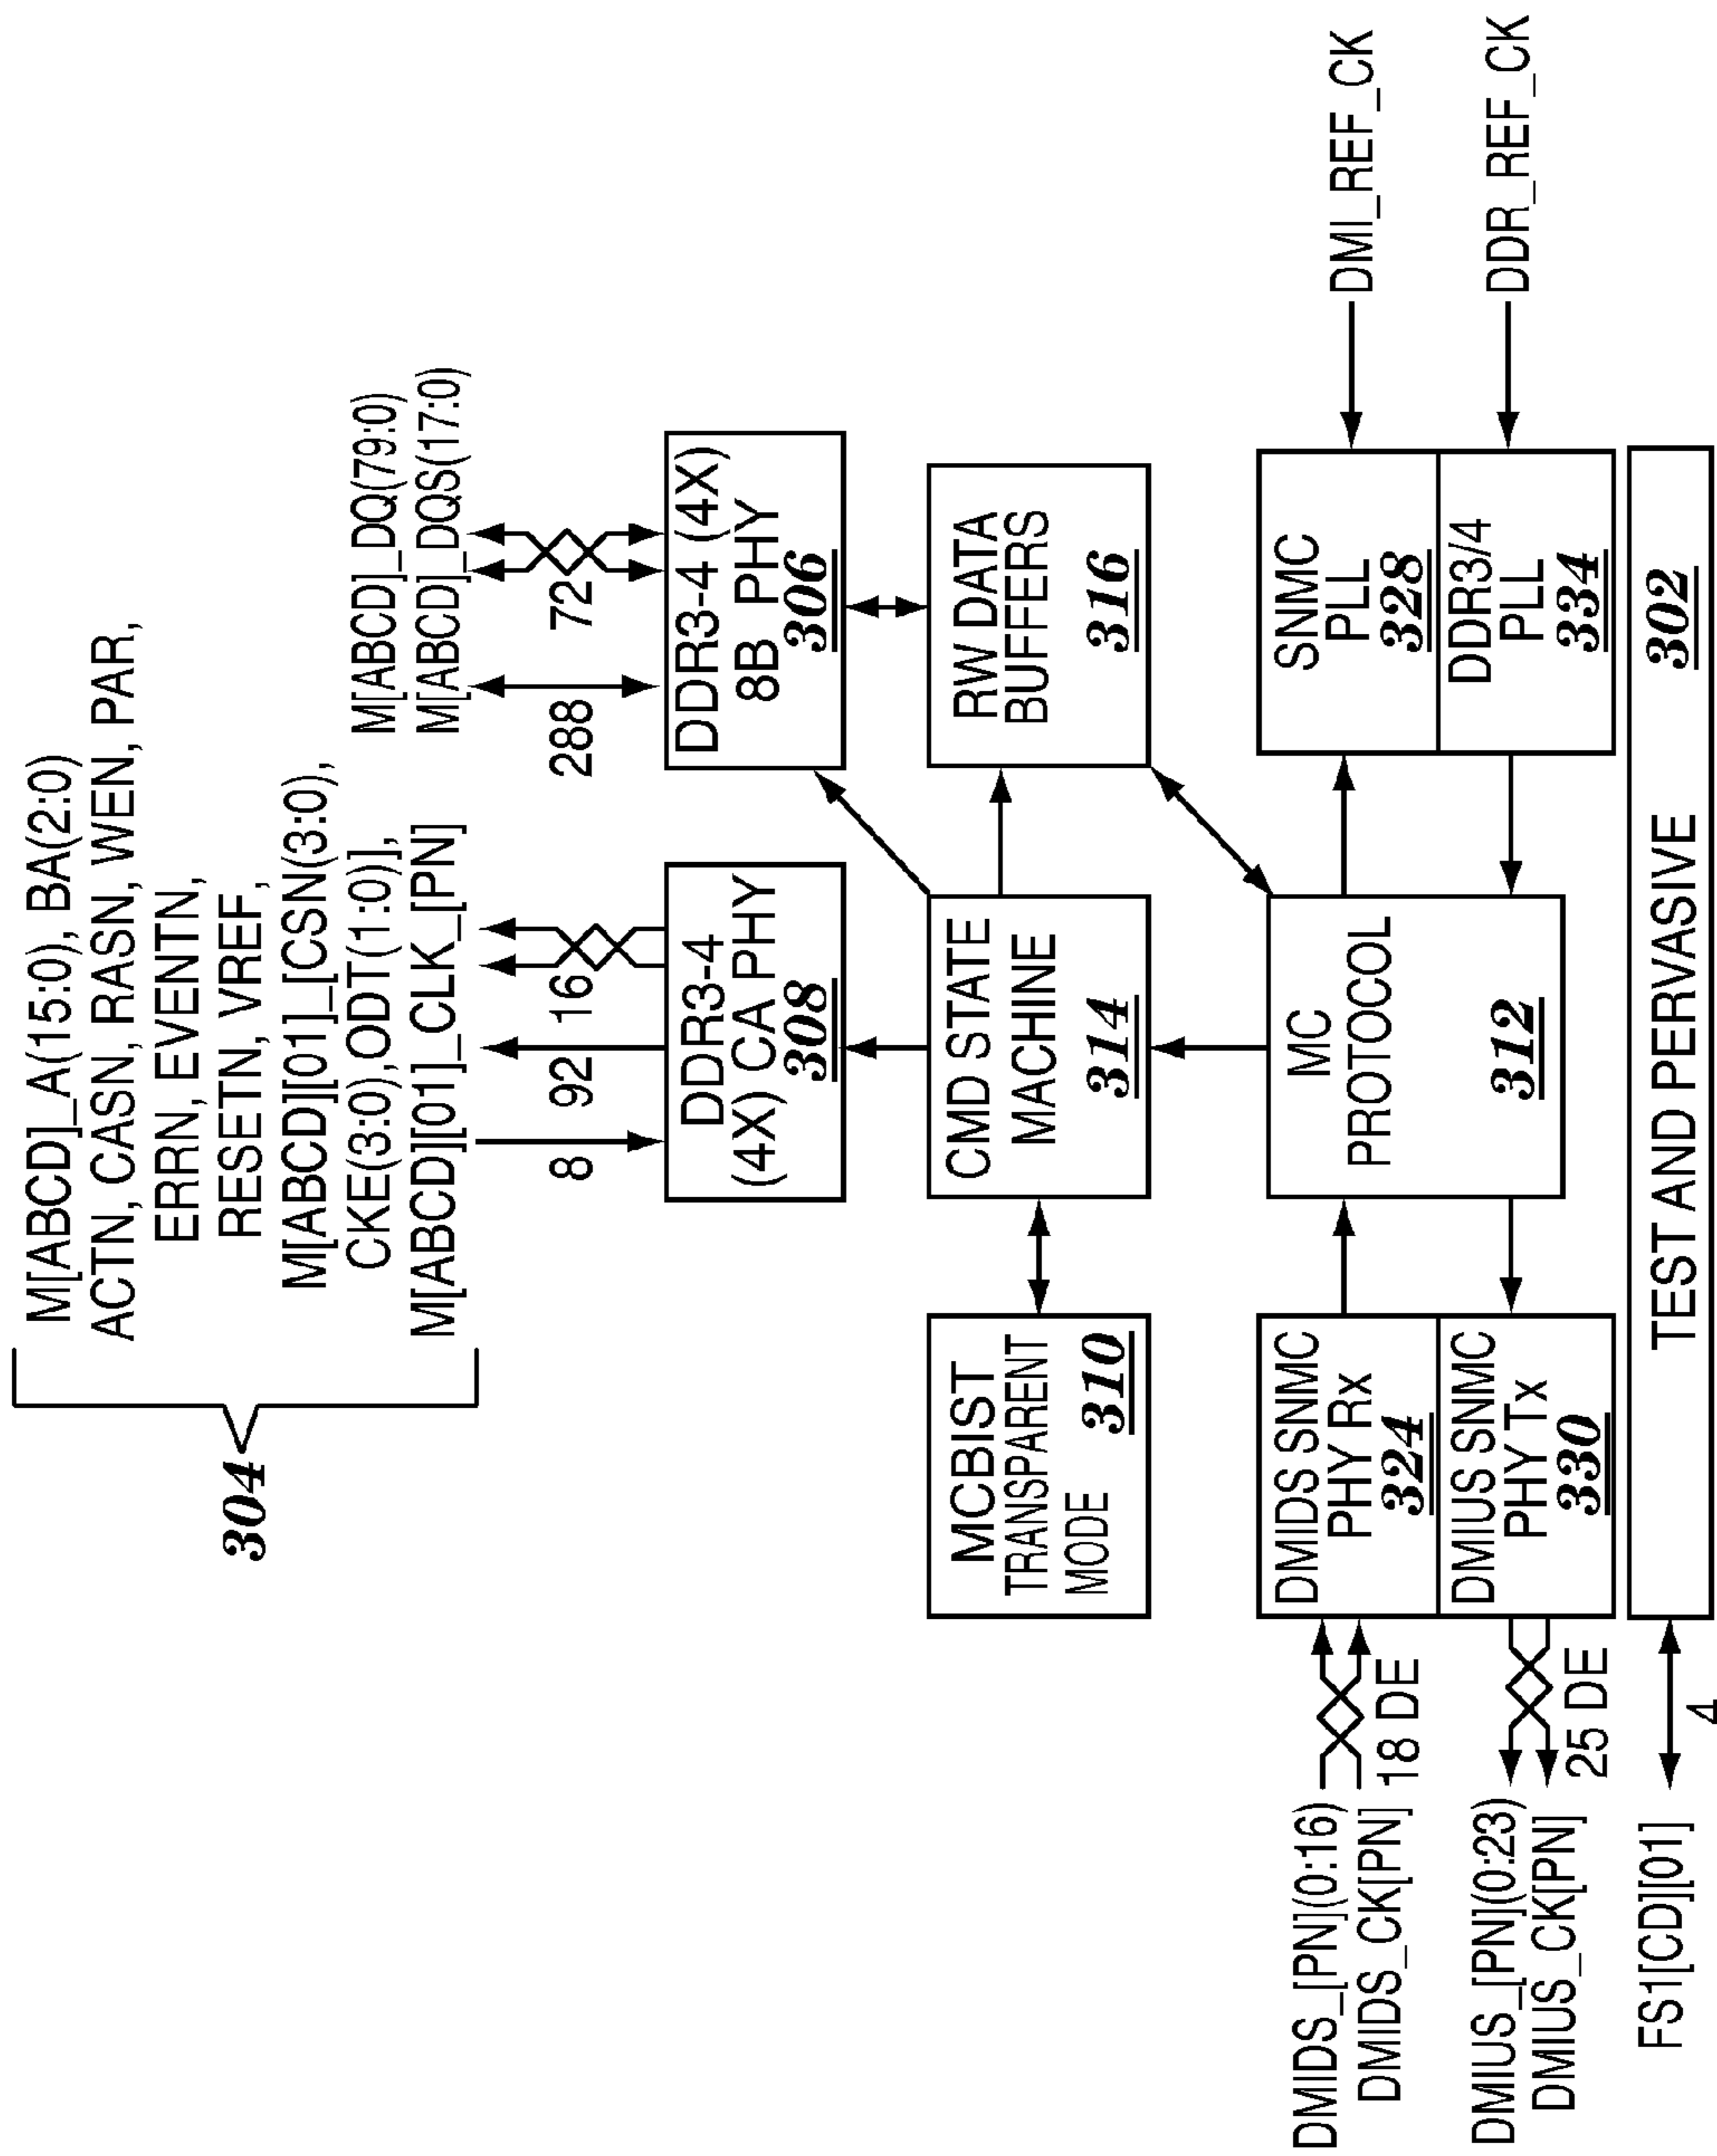 M[ABCD]_A(15:0), BA(2:0)
ACTN, CASN, RASN, WEN, PAR,
ERRN, EVENTN,
RESETN, VREF,
M[ABCD][01]_[CSN(3:0),
CKE(3:0),ODT(1:0)],
M[ABCD][01]_CLK_[PN]
304
M[ABCD]_DQ(79:0)
M[ABCD]_DQS(17:0)
8
92
16
288
72
DDR3-4
(4X) CA PHY
308
DDR3-4 (4X)
8B PHY
306
MCBIST
TRANSPARENT
MODE
310
CMD STATE
MACHINE
314
RW DATA
BUFFERS
316
DMIDS_[PN](0:16)
DMIDS_CK[PN]
18 DE
DMIDS SNMC
PHY Rx
324
MC
PROTOCOL
312
SNMC
PLL
328
DMI_REF_CK
DMIUS_[PN](0:23)
DMIUS_CK[PN]
25 DE
DMIUS SNMC
PHY Tx
330
DDR3/4
PLL
334
DDR_REF_CK
FS1[CD][01]
4
TEST AND PERVASIVE
302